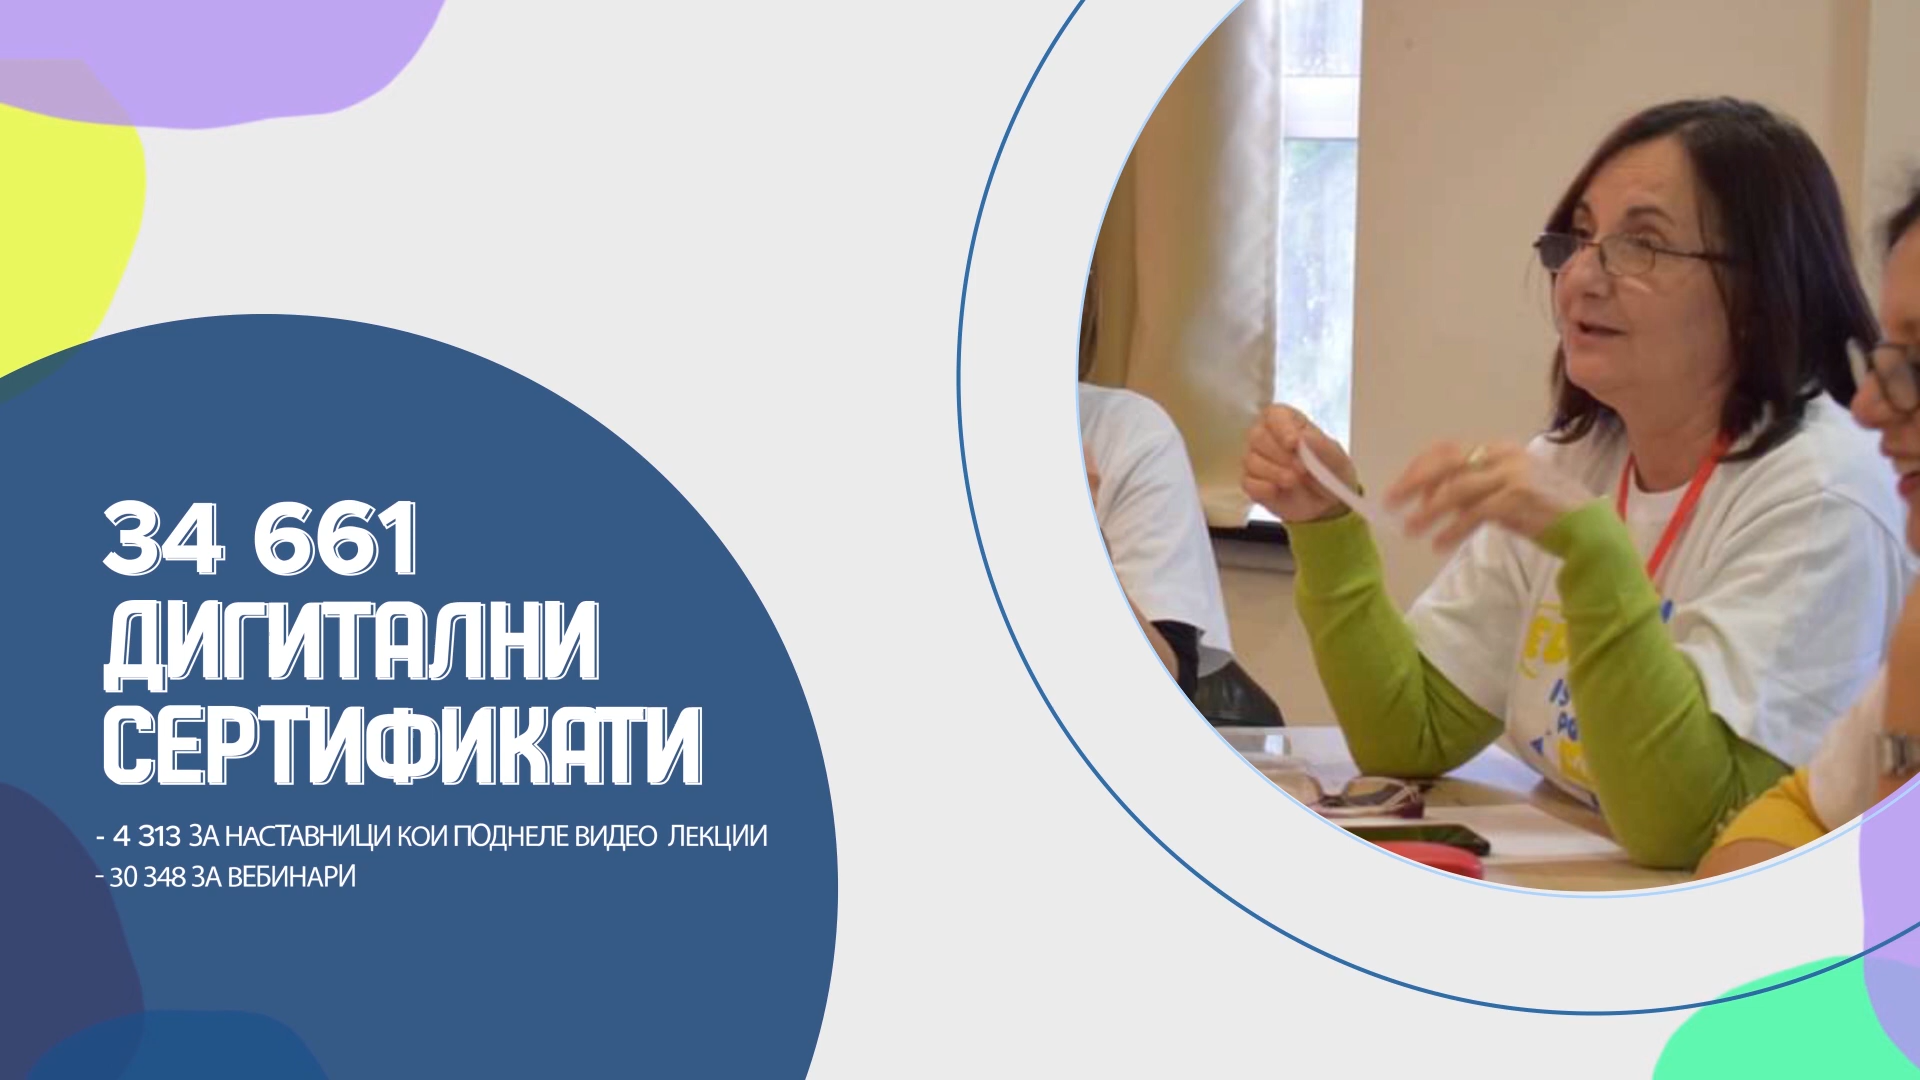 34 661
ДИГИТАЛНИ
СЕРТИФИКАТИ
- 4 313 ЗА НАСТАВНИЦИ КОИ ПОДНЕЛЕ ВИДЕО ЛЕКЦИИ
- 30 348 ЗА ВЕБИНАРИ